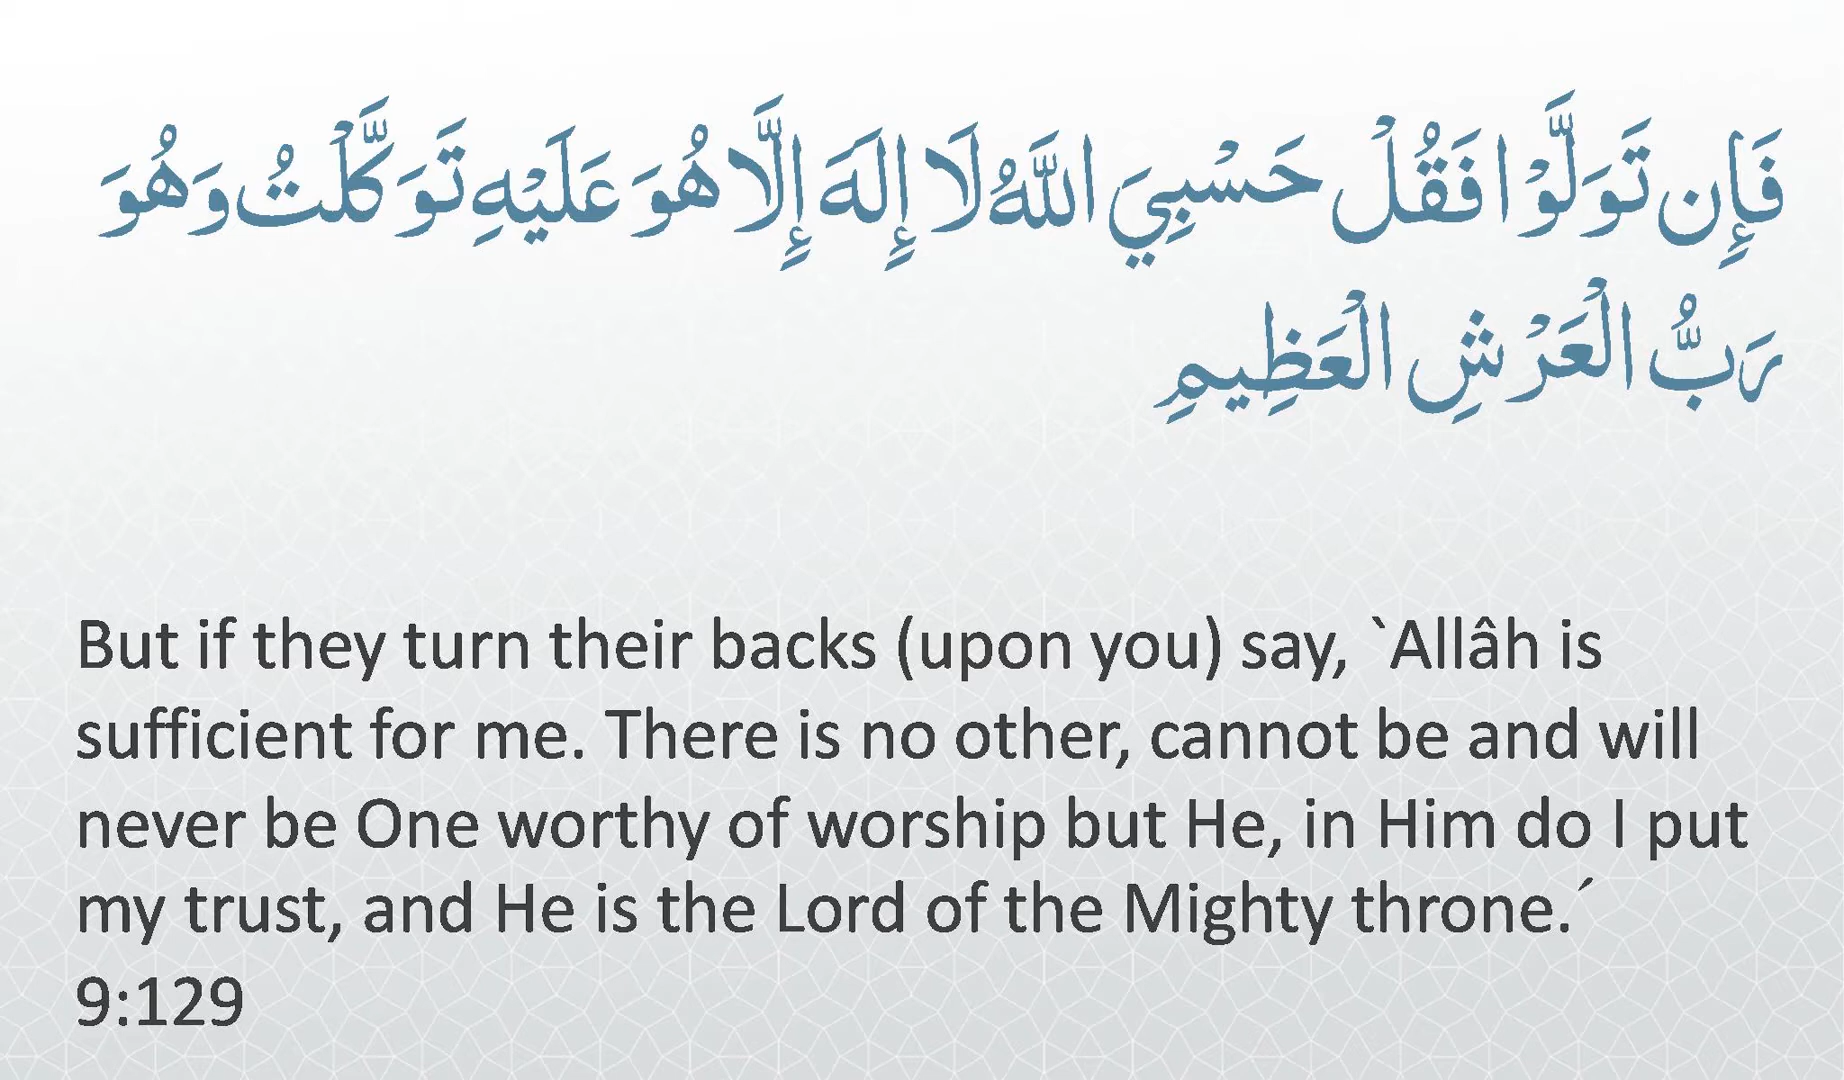 فَإِن تَوَلَّوْا فَقُلْ حَسْبِيَ اللَّهُ لَا إِلَهَ إِلَّا هُوَ عَلَيْهِ تَوَكَّلْتُ وَهُوَ
رَبُّ الْعَرْشِ الْعَظِيمِ
But if they turn their backs (upon you) say, `Allâh is
sufficient for me. There is no other, cannot be and will
never be One worthy of worship but He, in Him do I put
my trust, and He is the Lord of the Mighty throne.´
9:129